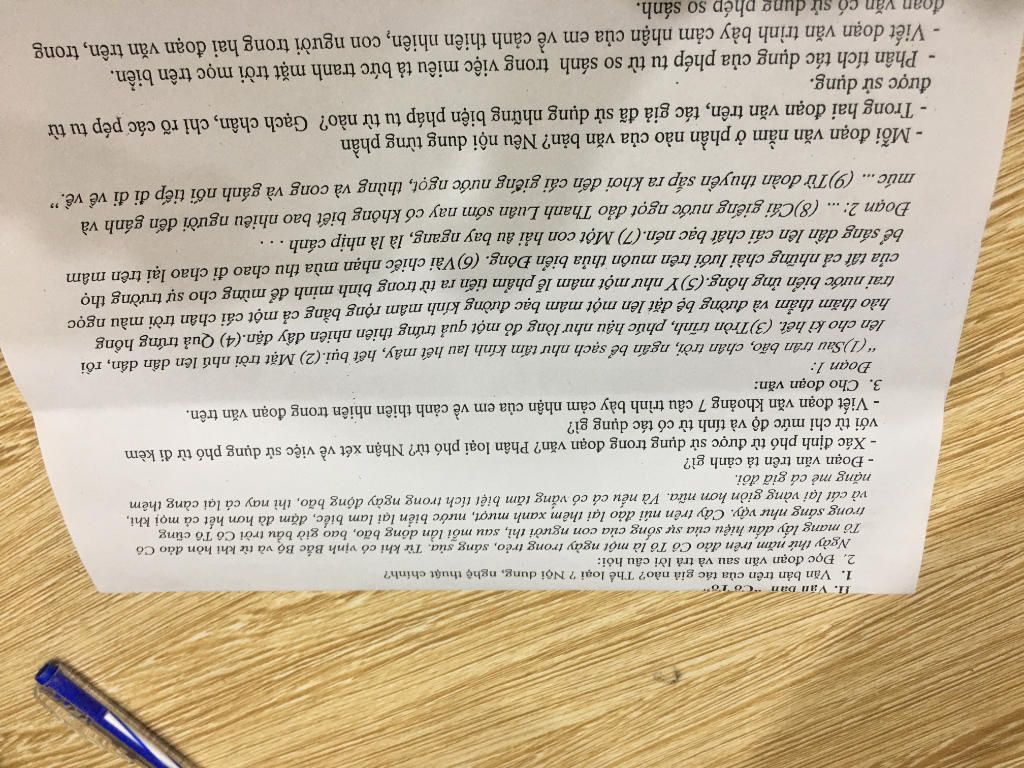 II. Văn bản "Cô Tô"
1. Văn bản trên của tác giả nào? Thể loại ? Nội dung, nghệ thuật chính?
2. Đọc đoạn văn sau và trả lời câu hỏi:
Ngày thứ năm trên đảo Cô Tô là một ngày trong trẻo, sáng sủa. Từ khi có vịnh Bắc Bộ và từ khi hòn đảo Cô
Tô mang lấy dấu hiệu của sự sống của con người thì, sau mỗi lần dông bão, bao giờ bầu trời Cô Tô cũng
trong sáng như vậy. Cây trên núi đảo lại thêm xanh mượt, nước biển lại lam biếc, đậm đà hơn hết cả mọi khi,
và cát lại vàng giòn hơn nữa. Và nếu cá có vắng tăm biệt tích trong ngày động bão, thì nay cá lại càng thêm
nặng mẻ cá giã đôi.
- Đoạn văn trên tả cảnh gì?
- Xác định phó từ được sử dụng trong đoạn văn? Phân loại phó từ? Nhận xét về việc sử dụng phó từ đi kèm
với từ chỉ mức độ và tính từ có tác dụng gì?
- Viết đoạn văn khoảng 7 câu trình bày cảm nhận của em về cảnh thiên nhiên trong đoạn văn trên.
3. Cho đoạn văn:
Đoạn 1:
" (1)Sau trận bão, chân trời, ngấn bể sạch như tấm kính lau hết mây, hết bụi.(2) Mặt trời nhú lên dần dần, rồi
lên cho kì hết. (3)Tròn trĩnh, phúc hậu như lòng đỏ một quả trứng thiên nhiên đầy đặn.(4) Quả trứng hồng
hào thăm thẳm và đường bệ đặt lên một mâm bạc đường kính mâm rộng bằng cả một cái chân trời màu ngọc
trai nước biển ửng hồng.(5)Y như một mâm lễ phẩm tiến ra từ trong bình minh để mừng cho sự trường thọ
của tất cả những chài lưới trên muôn thuở biển Đông. (6)Vài chiếc nhạn mùa thu chao đi chao lại trên mâm
bể sáng dần lên cái chất bạc nén.(7) Một con hải âu bay ngang, là là nhịp cánh . . .
Đoạn 2: ... (8)Cái giếng nước ngọt đảo Thanh Luân sớm nay có không biết bao nhiêu người đến gánh và
múc ... (9)Từ đoàn thuyền sắp ra khơi đến cái giếng nước ngọt, thùng và cong và gánh nối tiếp đi đi về về."
- Mỗi đoạn văn nằm ở phần nào của văn bản? Nêu nội dung từng phần
- Trong hai đoạn văn trên, tác giả đã sử dụng những biện pháp tu từ nào? Gạch chân, chỉ rõ các pép tu từ
được sử dụng.
- Phân tích tác dụng của phép tu từ so sánh trong việc miêu tả bức tranh mặt trời mọc trên biển.
- Viết đoạn văn trình bày cảm nhận của em về cảnh thiên nhiên, con người trong hai đoạn văn trên, trong
đoạn văn có sử dụng phép so sánh.